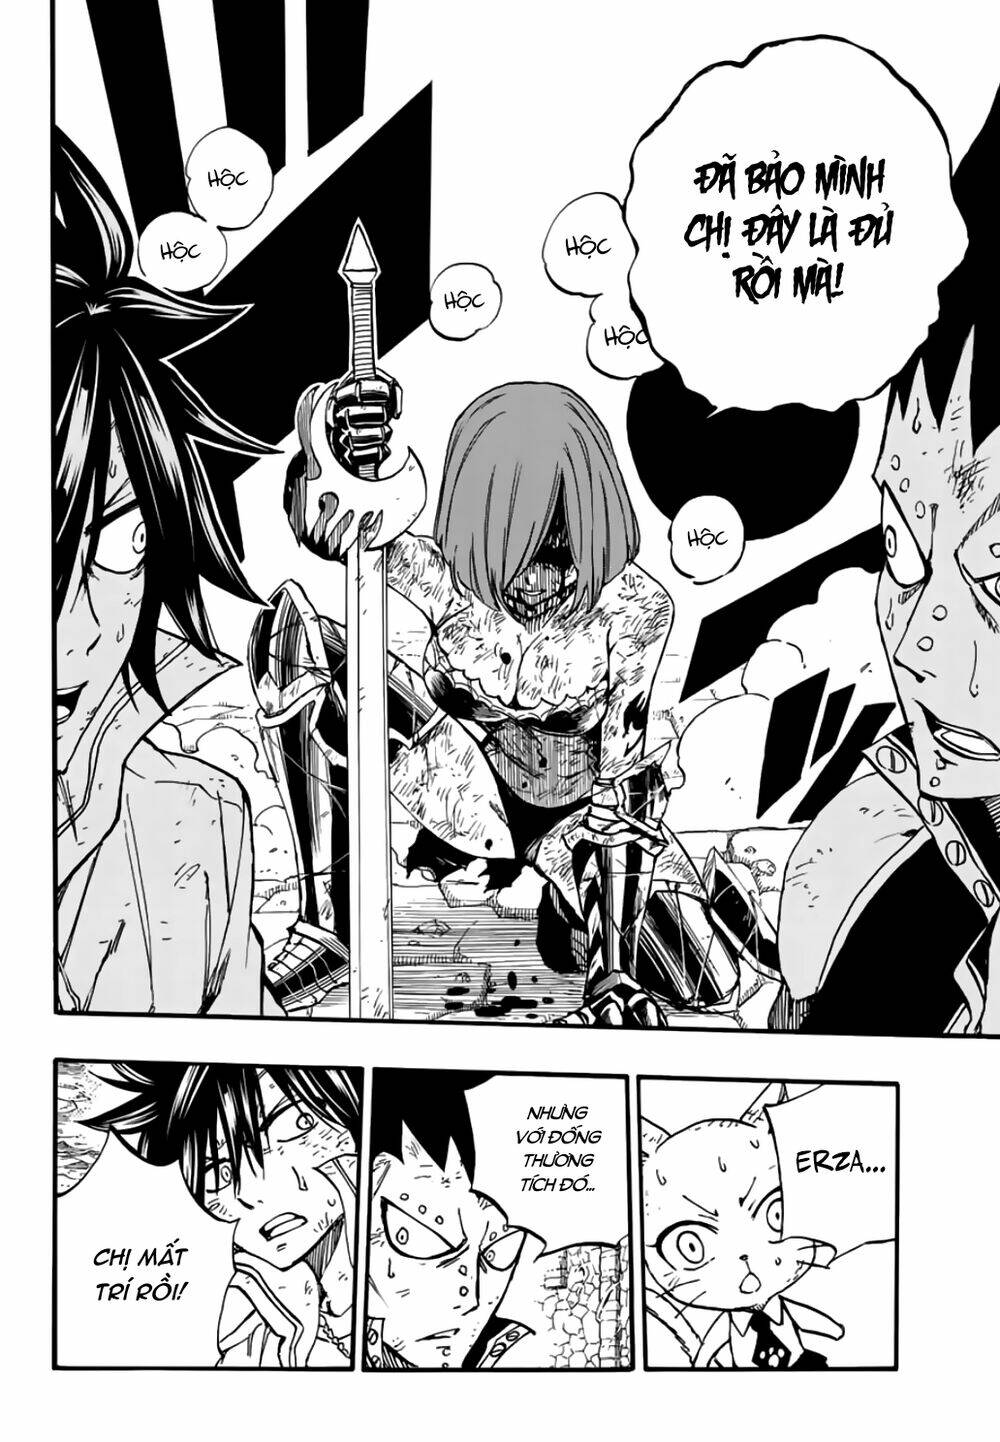 ĐÃ BẢO MÌNH
CHỊ ĐÂY LÀ ĐỦ
RỒI MÀ!
HỘC
HỘC
HỘC
HỘC
HỘC
HỘC
ERZA...
NHƯNG
VỚI ĐỐNG
THƯƠNG
TÍCH ĐÓ...
CHỊ MẤT
TRÍ RỒI!